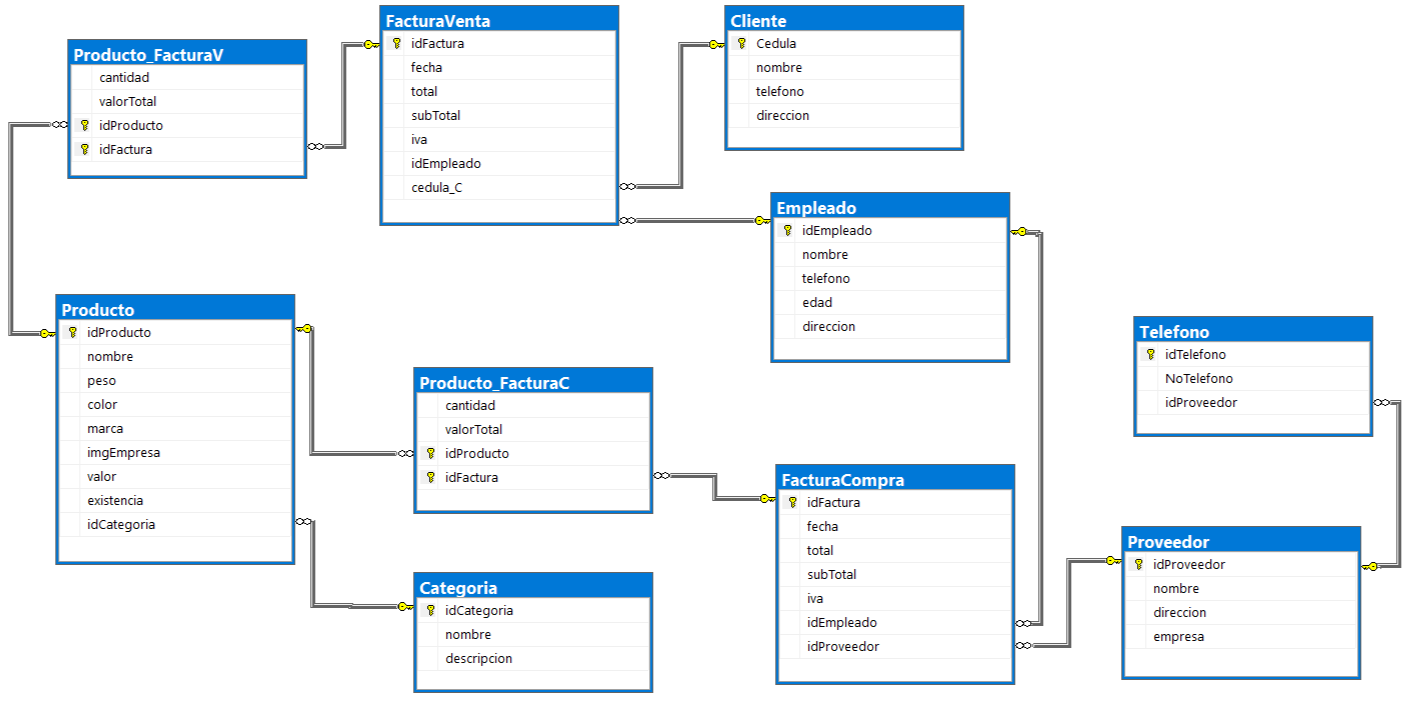 FacturaVenta
idFactura
fecha
total
subTotal
iva
idEmpleado
cedula_C
Cliente
Cedula
nombre
telefono
direccion
Producto_FacturaV
cantidad
valorTotal
idProducto
idFactura
Empleado
idEmpleado
nombre
telefono
edad
direccion
Producto
idProducto
nombre
peso
color
marca
imgEmpresa
valor
existencia
idCategoria
Telefono
idTelefono
NoTelefono
idProveedor
Producto_FacturaC
cantidad
valorTotal
idProducto
idFactura
FacturaCompra
idFactura
fecha
total
subTotal
iva
idEmpleado
idProveedor
Proveedor
idProveedor
nombre
direccion
empresa
Categoria
idCategoria
nombre
descripcion